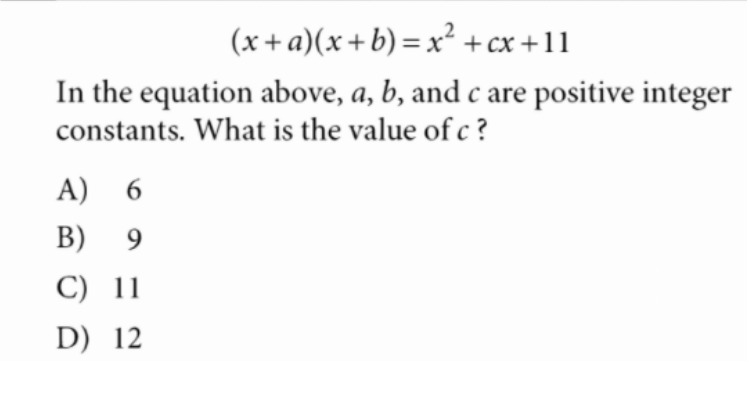 (x + a)(x + b) = x² + cx + 11
In the equation above, a, b, and c are positive integer
constants. What is the value of c ?
A) 6
B) 9
C) 11
D) 12